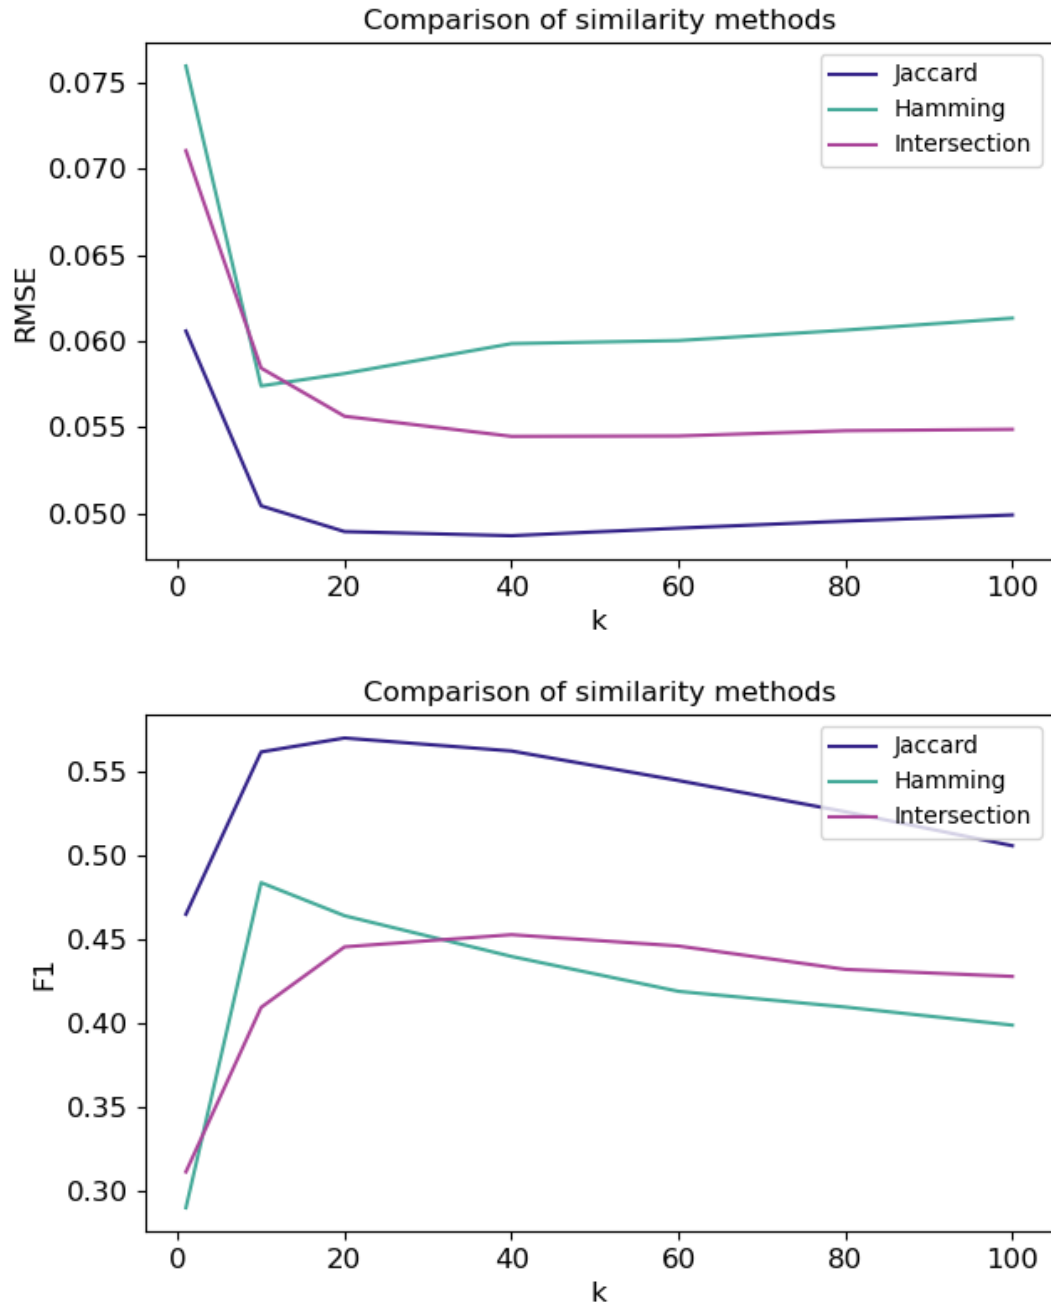 Comparison of similarity methods
Jaccard
Hamming
Intersection
0.075
0.070
0.065
0.060
0.055
0.050
RMSE
0 20 40 60 80 100
k
Comparison of similarity methods
Jaccard
Hamming
Intersection
0.55
0.50
0.45
0.40
0.35
0.30
F1
0 20 40 60 80 100
k